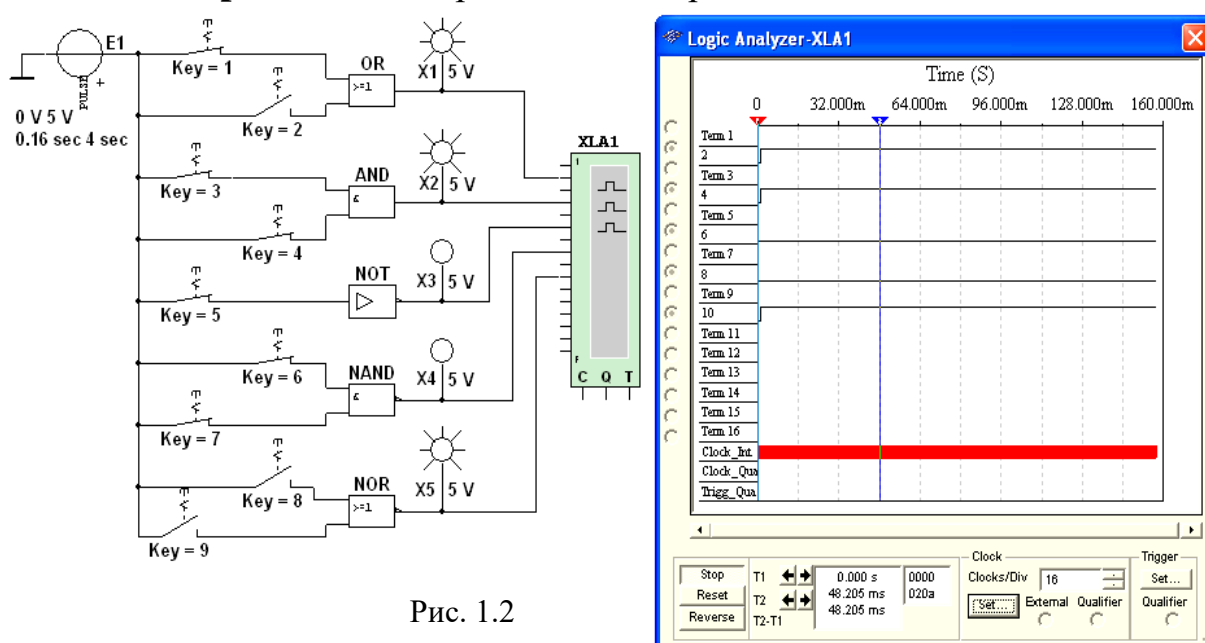 E1
PULSE
+
0 V 5 V
0.16 sec 4 sec
Key = 1
Key = 2
OR
>=1
X1 5 V
Key = 3
Key = 4
AND
&
X2 5 V
Key = 5
NOT
X3 5 V
Key = 6
Key = 7
NAND
&
X4 5 V
Key = 8
Key = 9
NOR
>=1
X5 5 V
XLA1
1
F
C Q T
Рис. 1.2
Logic Analyzer-XLA1
Time (S)
0 32.000m 64.000m 96.000m 128.000m 160.000m
Term 1
2
Term 3
4
Term 5
6
Term 7
8
Term 9
10
Term 11
Term 12
Term 13
Term 14
Term 15
Term 16
Clock_Int
Clock_Qua
Trigg_Qua
Stop
Reset
Reverse
T1 0.000 s 0000
T2 48.205 ms 020a
T2-T1 48.205 ms
Clock
Clocks/Div 16
Set... External Qualifier
Trigger
Set...
Qualifier